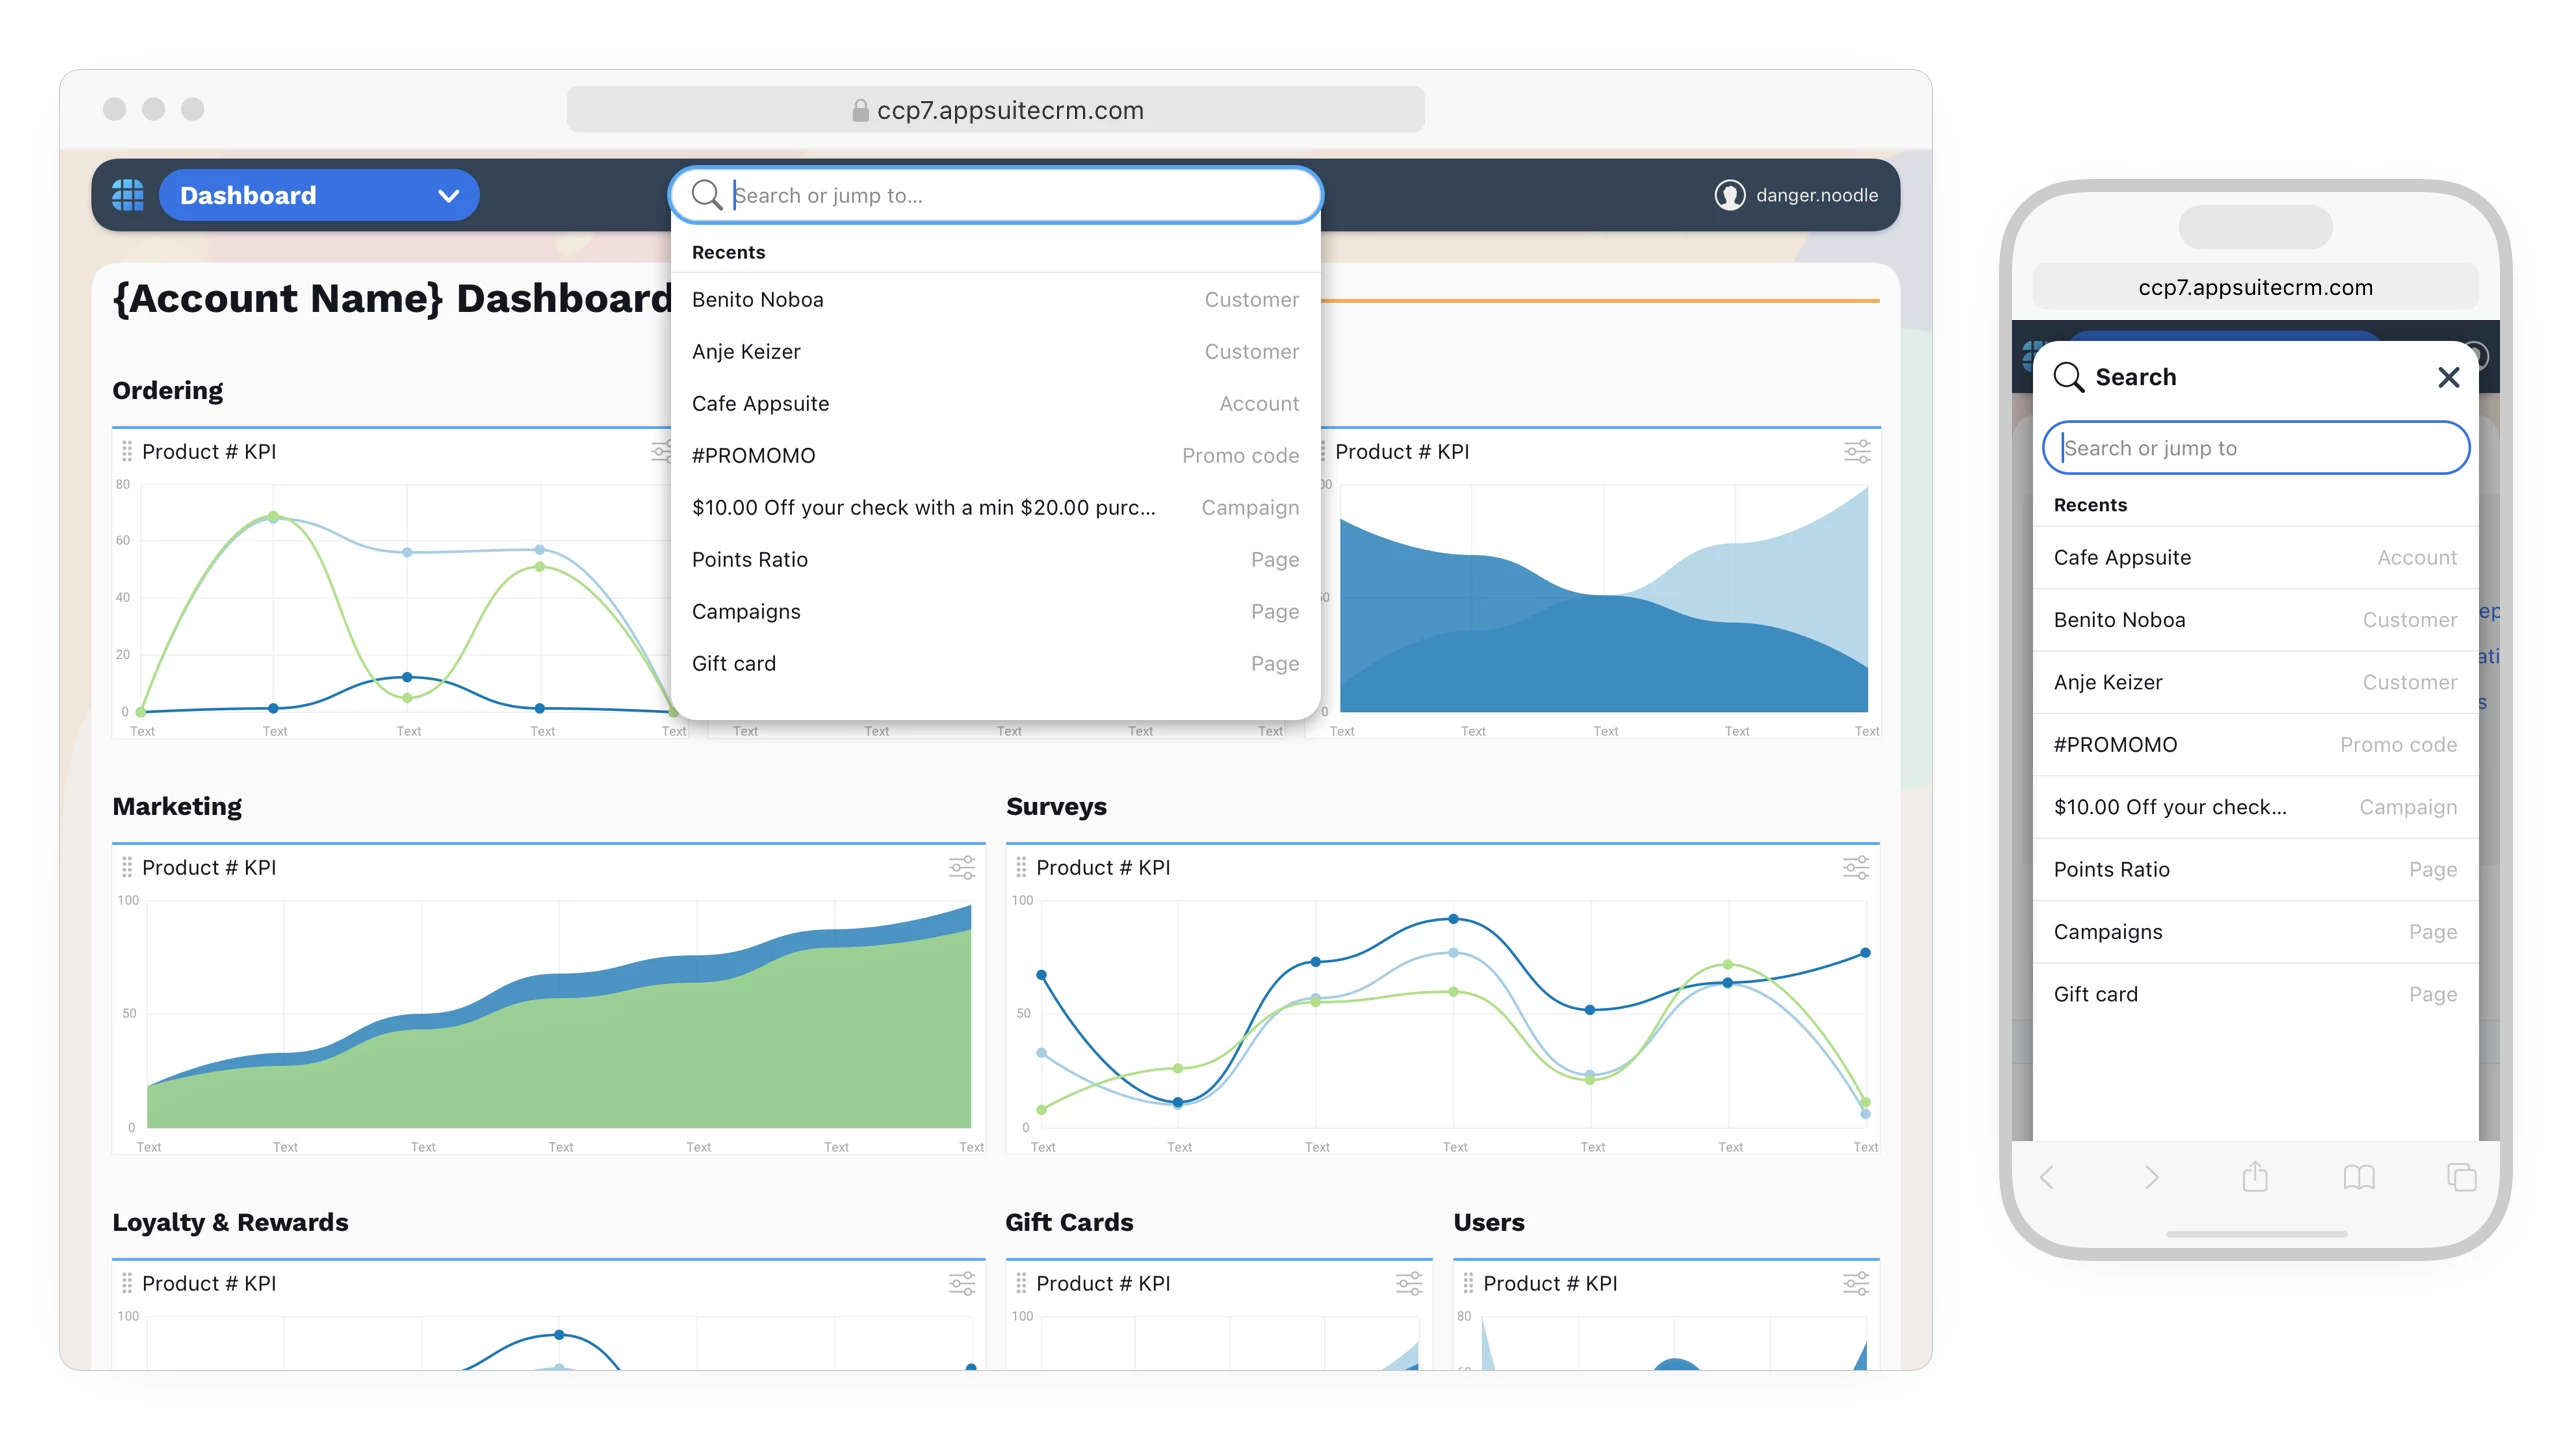 ccp7.appsuitecrm.com
Dashboard
Search or jump to...
danger.noodle
Recents
Benito Noboa Customer
Anje Keizer Customer
Cafe Appsuite Account
#PROMOMO Promo code
$10.00 Off your check with a min $20.00 purc... Campaign
Points Ratio Page
Campaigns Page
Gift card Page
{Account Name} Dashboard
Ordering
Product # KPI
80
60
40
20
0
Text Text Text Text Text
Text Text Text Text Text
Product # KPI
0
Text Text Text Text Text
Marketing
Product # KPI
100
50
0
Text Text Text Text Text Text Text
Surveys
Product # KPI
100
50
0
Text Text Text Text Text Text Text
Loyalty & Rewards
Product # KPI
100
Gift Cards
Product # KPI
100
Users
Product # KPI
80
ccp7.appsuitecrm.com
Search
Search or jump to
Recents
Cafe Appsuite Account
Benito Noboa Customer
Anje Keizer Customer
#PROMOMO Promo code
$10.00 Off your check... Campaign
Points Ratio Page
Campaigns Page
Gift card Page